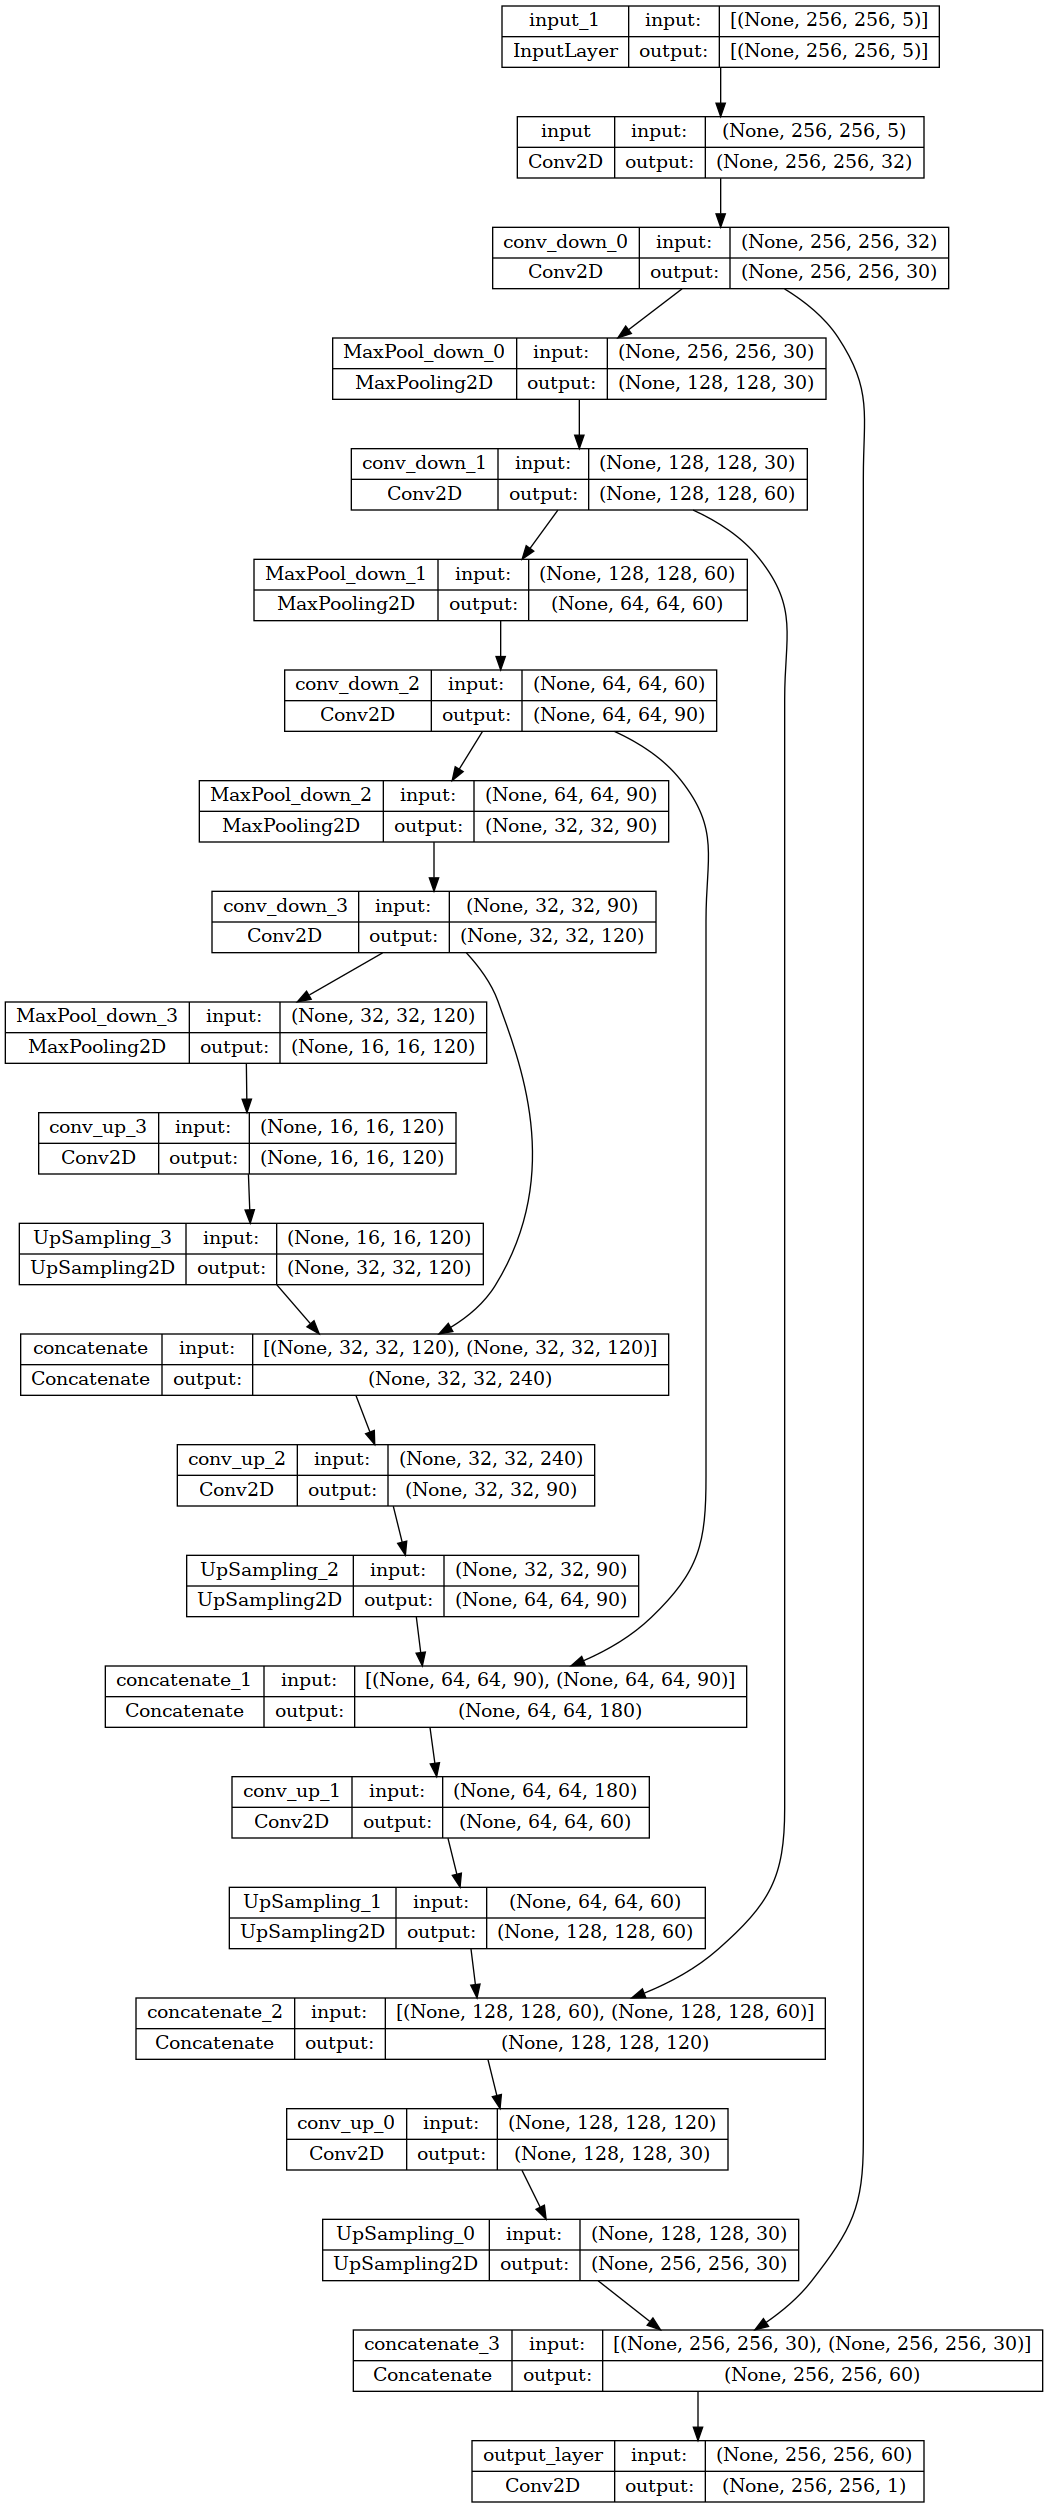 input_1 input: [(None, 256, 256, 5)]
InputLayer output: [(None, 256, 256, 5)]
input input: (None, 256, 256, 5)
Conv2D output: (None, 256, 256, 32)
conv_down_0 input: (None, 256, 256, 32)
Conv2D output: (None, 256, 256, 30)
MaxPool_down_0 input: (None, 256, 256, 30)
MaxPooling2D output: (None, 128, 128, 30)
conv_down_1 input: (None, 128, 128, 30)
Conv2D output: (None, 128, 128, 60)
MaxPool_down_1 input: (None, 128, 128, 60)
MaxPooling2D output: (None, 64, 64, 60)
conv_down_2 input: (None, 64, 64, 60)
Conv2D output: (None, 64, 64, 90)
MaxPool_down_2 input: (None, 64, 64, 90)
MaxPooling2D output: (None, 32, 32, 90)
conv_down_3 input: (None, 32, 32, 90)
Conv2D output: (None, 32, 32, 120)
MaxPool_down_3 input: (None, 32, 32, 120)
MaxPooling2D output: (None, 16, 16, 120)
conv_up_3 input: (None, 16, 16, 120)
Conv2D output: (None, 16, 16, 120)
UpSampling_3 input: (None, 16, 16, 120)
UpSampling2D output: (None, 32, 32, 120)
concatenate input: [(None, 32, 32, 120), (None, 32, 32, 120)]
Concatenate output: (None, 32, 32, 240)
conv_up_2 input: (None, 32, 32, 240)
Conv2D output: (None, 32, 32, 90)
UpSampling_2 input: (None, 32, 32, 90)
UpSampling2D output: (None, 64, 64, 90)
concatenate_1 input: [(None, 64, 64, 90), (None, 64, 64, 90)]
Concatenate output: (None, 64, 64, 180)
conv_up_1 input: (None, 64, 64, 180)
Conv2D output: (None, 64, 64, 60)
UpSampling_1 input: (None, 64, 64, 60)
UpSampling2D output: (None, 128, 128, 60)
concatenate_2 input: [(None, 128, 128, 60), (None, 128, 128, 60)]
Concatenate output: (None, 128, 128, 120)
conv_up_0 input: (None, 128, 128, 120)
Conv2D output: (None, 128, 128, 30)
UpSampling_0 input: (None, 128, 128, 30)
UpSampling2D output: (None, 256, 256, 30)
concatenate_3 input: [(None, 256, 256, 30), (None, 256, 256, 30)]
Concatenate output: (None, 256, 256, 60)
output_layer input: (None, 256, 256, 60)
Conv2D output: (None, 256, 256, 1)